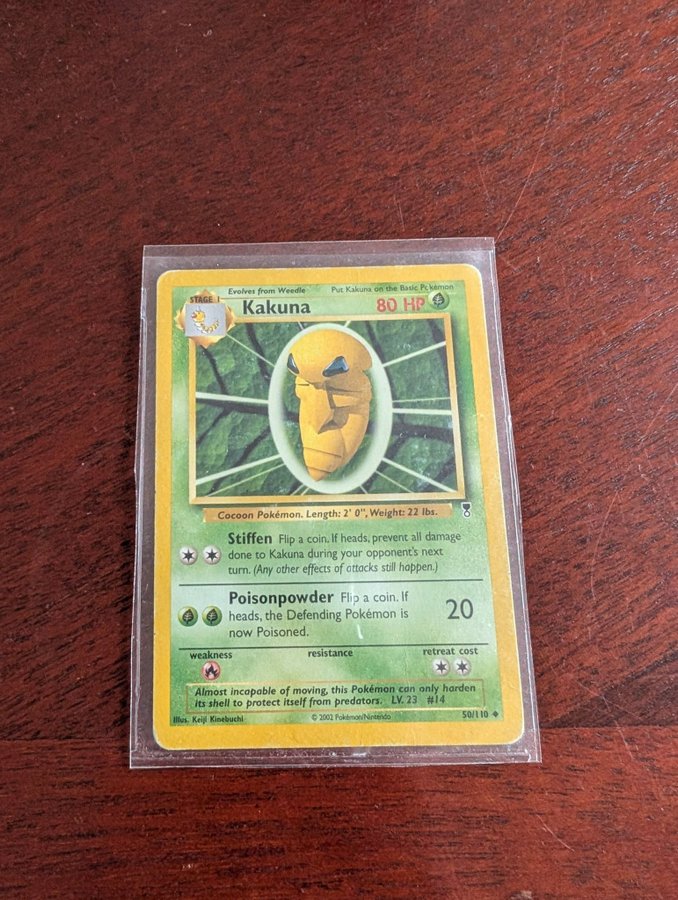 Evolves from Weedle
Put Kakuna on the Basic Pokémon
STAGE 1
Kakuna
80 HP
Cocoon Pokémon. Length: 2' 0", Weight: 22 lbs.
Stiffen Flip a coin. If heads, prevent all damage
done to Kakuna during your opponent's next
turn. (Any other effects of attacks still happen.)
Poisonpowder Flip a coin. If
heads, the Defending Pokémon is
now Poisoned.
20
weakness
resistance
retreat cost
Almost incapable of moving, this Pokémon can only harden
its shell to protect itself from predators. LV. 23 #14
Illus. Keiji Kinebuchi
© 2002 Pokémon/Nintendo
50/110